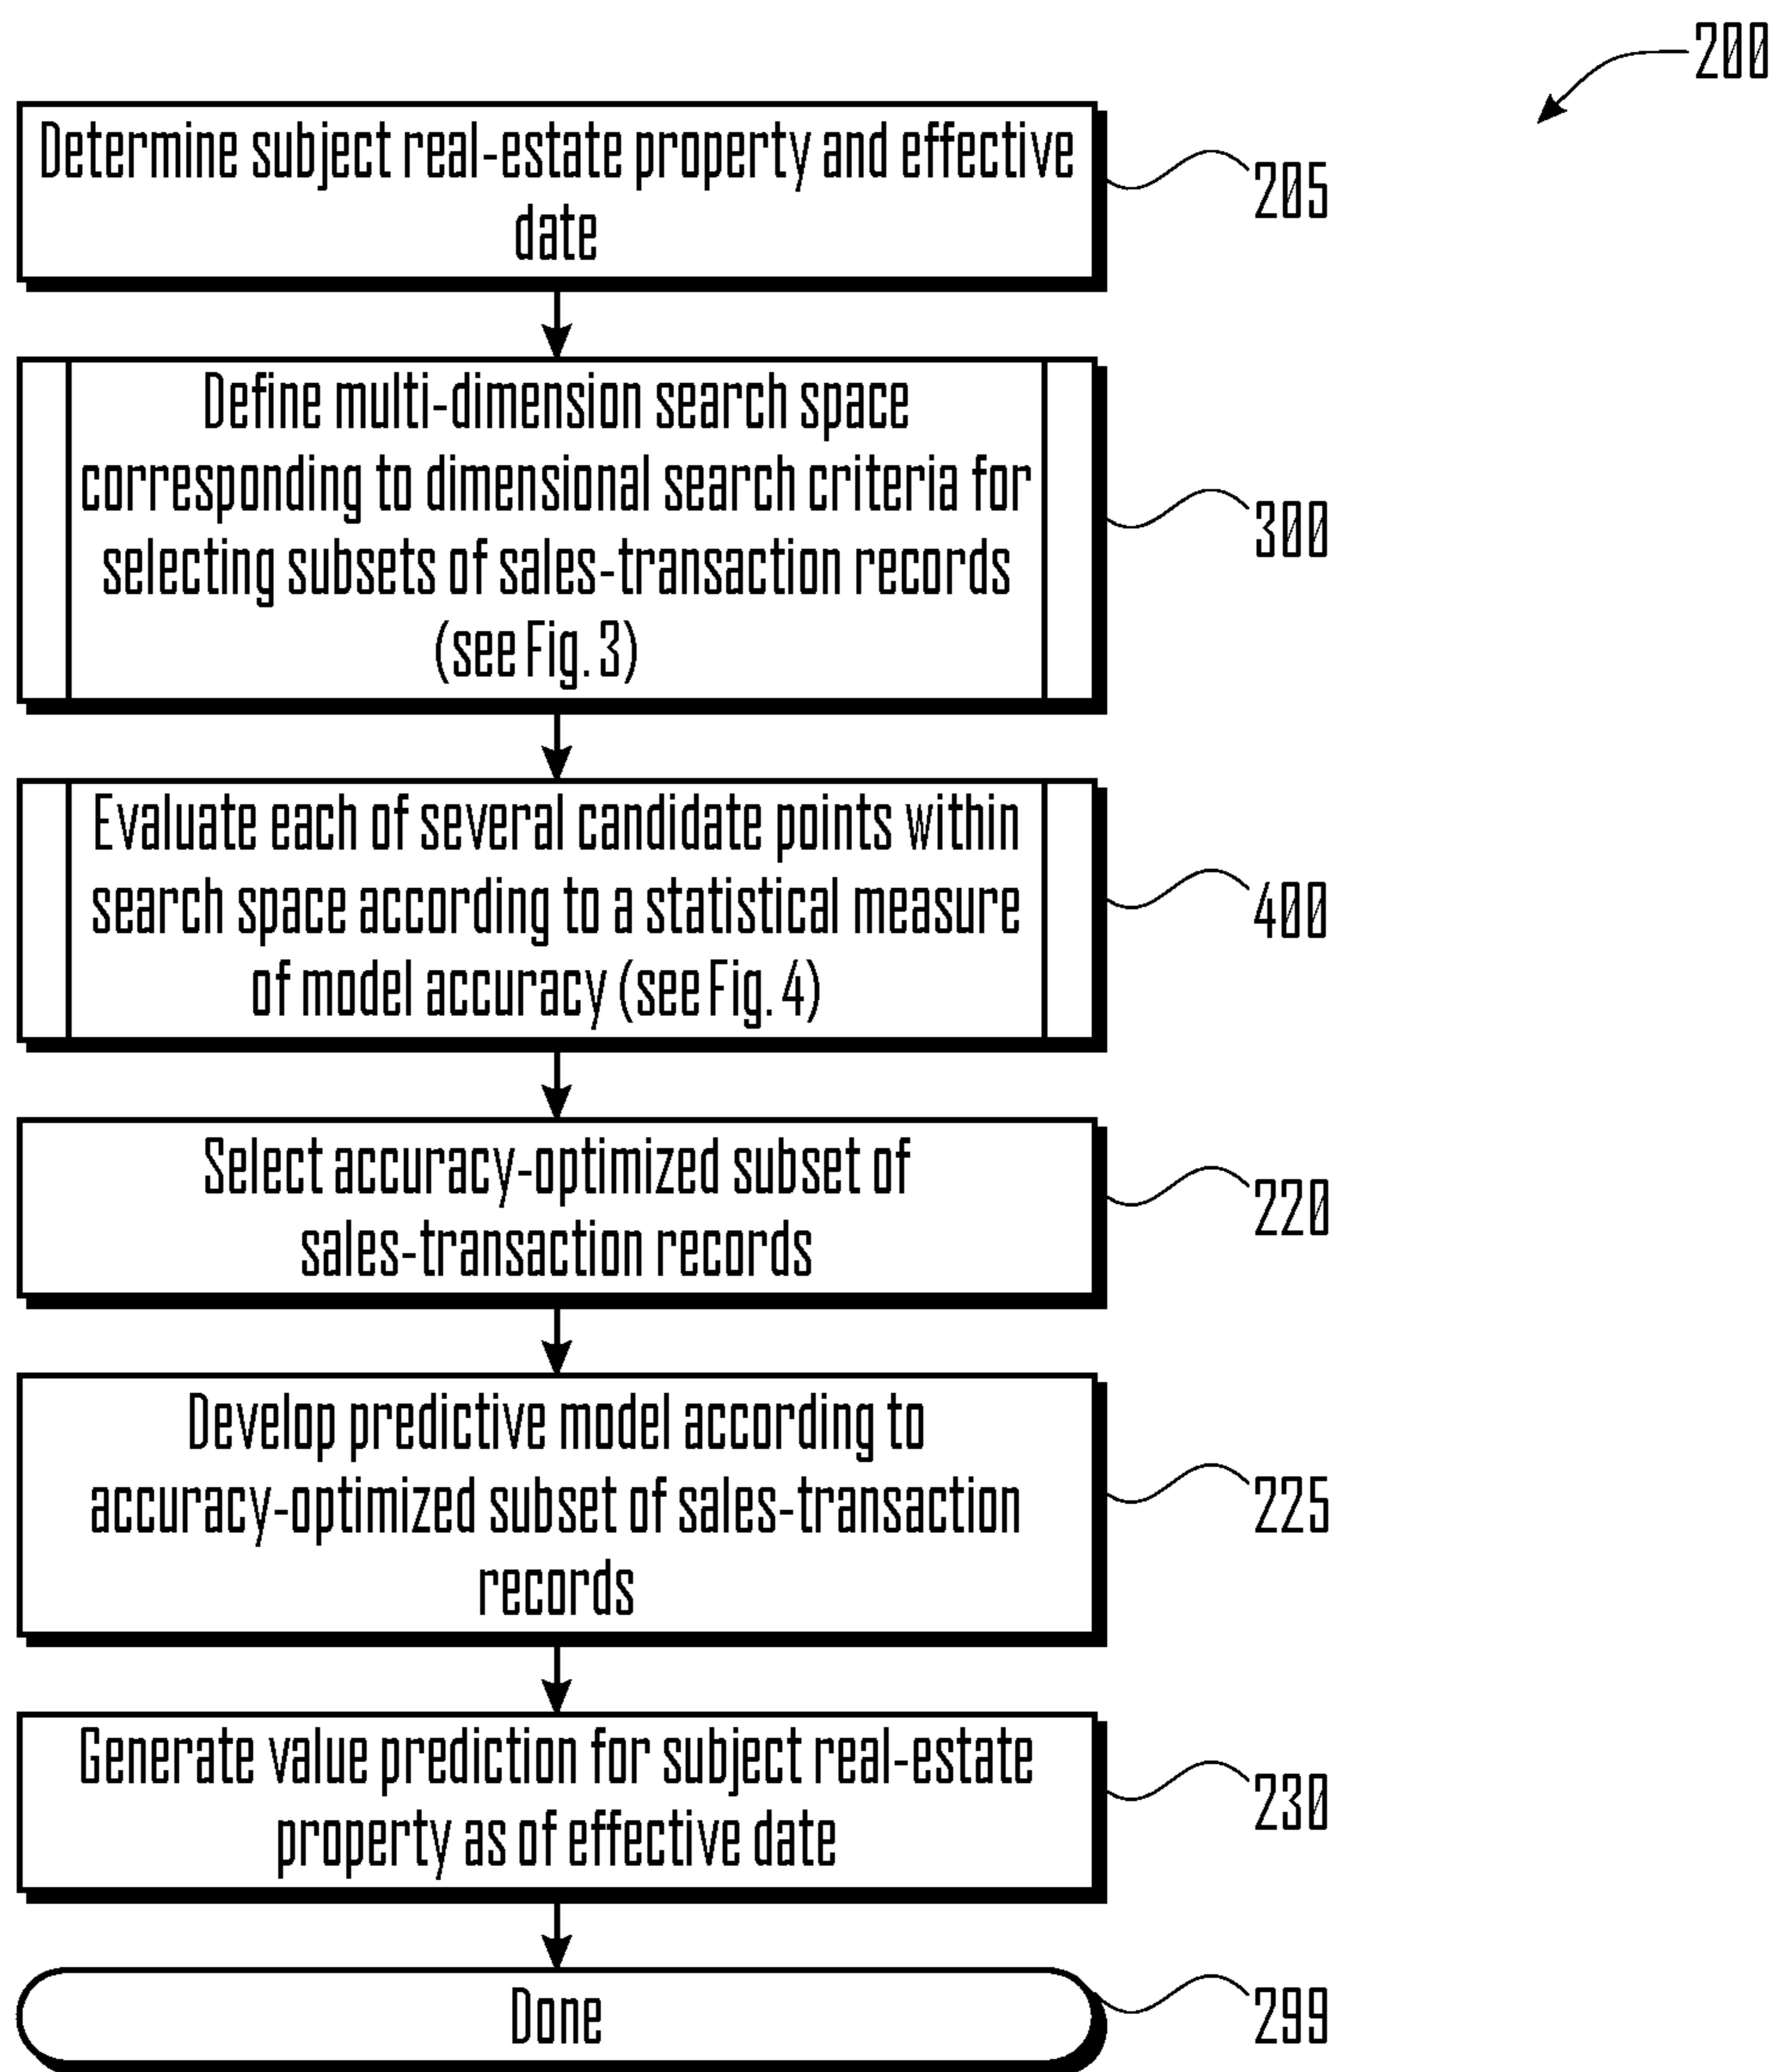 200
Determine subject real-estate property and effective
date
205
Define multi-dimension search space
corresponding to dimensional search criteria for
selecting subsets of sales-transaction records
(see Fig. 3)
300
Evaluate each of several candidate points within
search space according to a statistical measure
of model accuracy (see Fig. 4)
400
Select accuracy-optimized subset of
sales-transaction records
220
Develop predictive model according to
accuracy-optimized subset of sales-transaction
records
225
Generate value prediction for subject real-estate
property as of effective date
230
Done
299